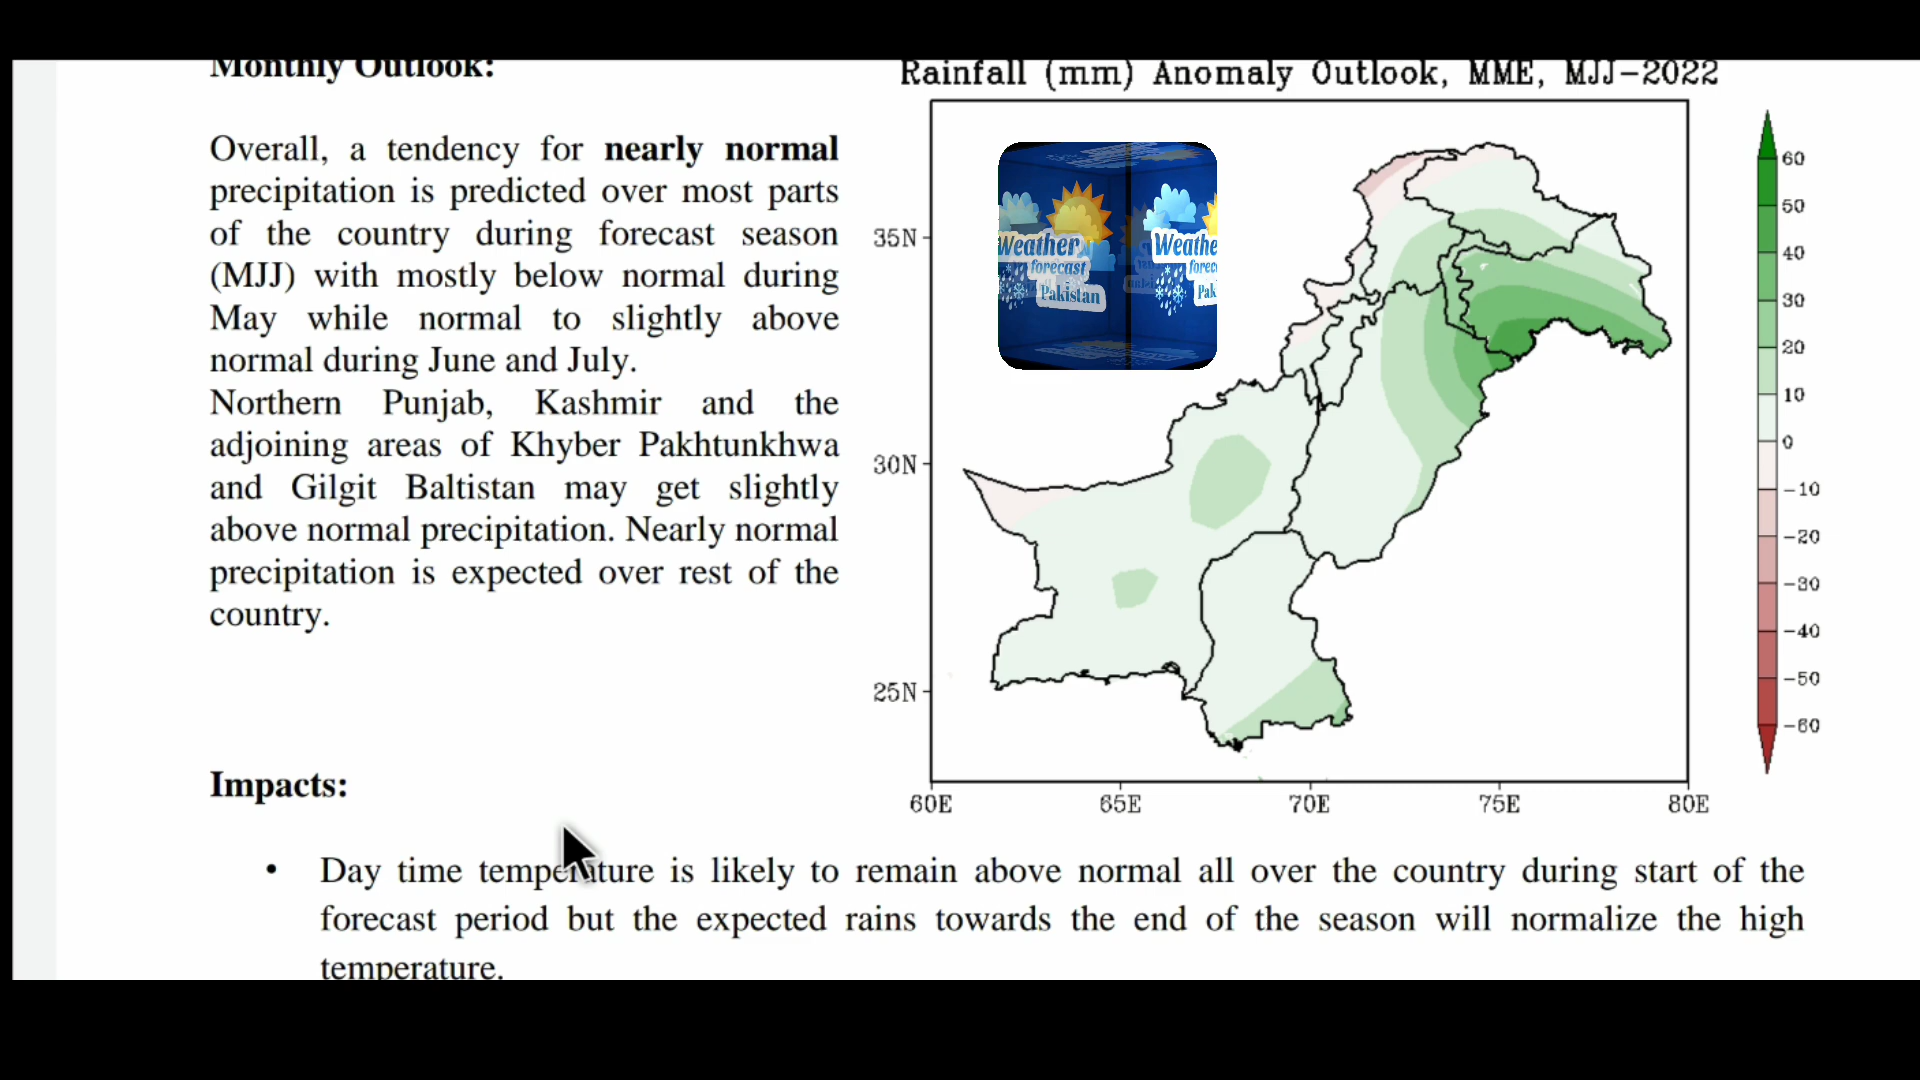 Monthly Outlook:
Overall, a tendency for nearly normal
precipitation is predicted over most parts
of the country during forecast season
(MJJ) with mostly below normal during
May while normal to slightly above
normal during June and July.
Northern Punjab, Kashmir and the
adjoining areas of Khyber Pakhtunkhwa
and Gilgit Baltistan may get slightly
above normal precipitation. Nearly normal
precipitation is expected over rest of the
country.
Rainfall (mm) Anomaly Outlook, MME, MJJ-2022
Weather
forecast
Pakistan
Weathe
forec
Pak
35N
30N
25N
60E 65E 70E 75E 80E
60
50
40
30
20
10
0
-10
-20
-30
-40
-50
-60
Impacts:
• Day time temperature is likely to remain above normal all over the country during start of the
forecast period but the expected rains towards the end of the season will normalize the high
temperature.